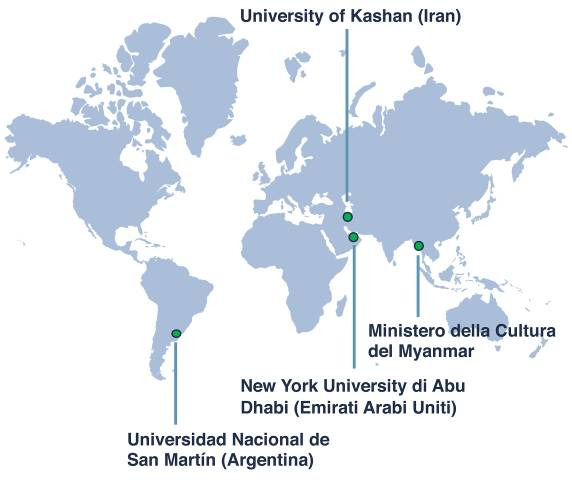 University of Kashan (Iran)
Ministero della Cultura
del Myanmar
New York University di Abu
Dhabi (Emirati Arabi Uniti)
Universidad Nacional de
San Martín (Argentina)